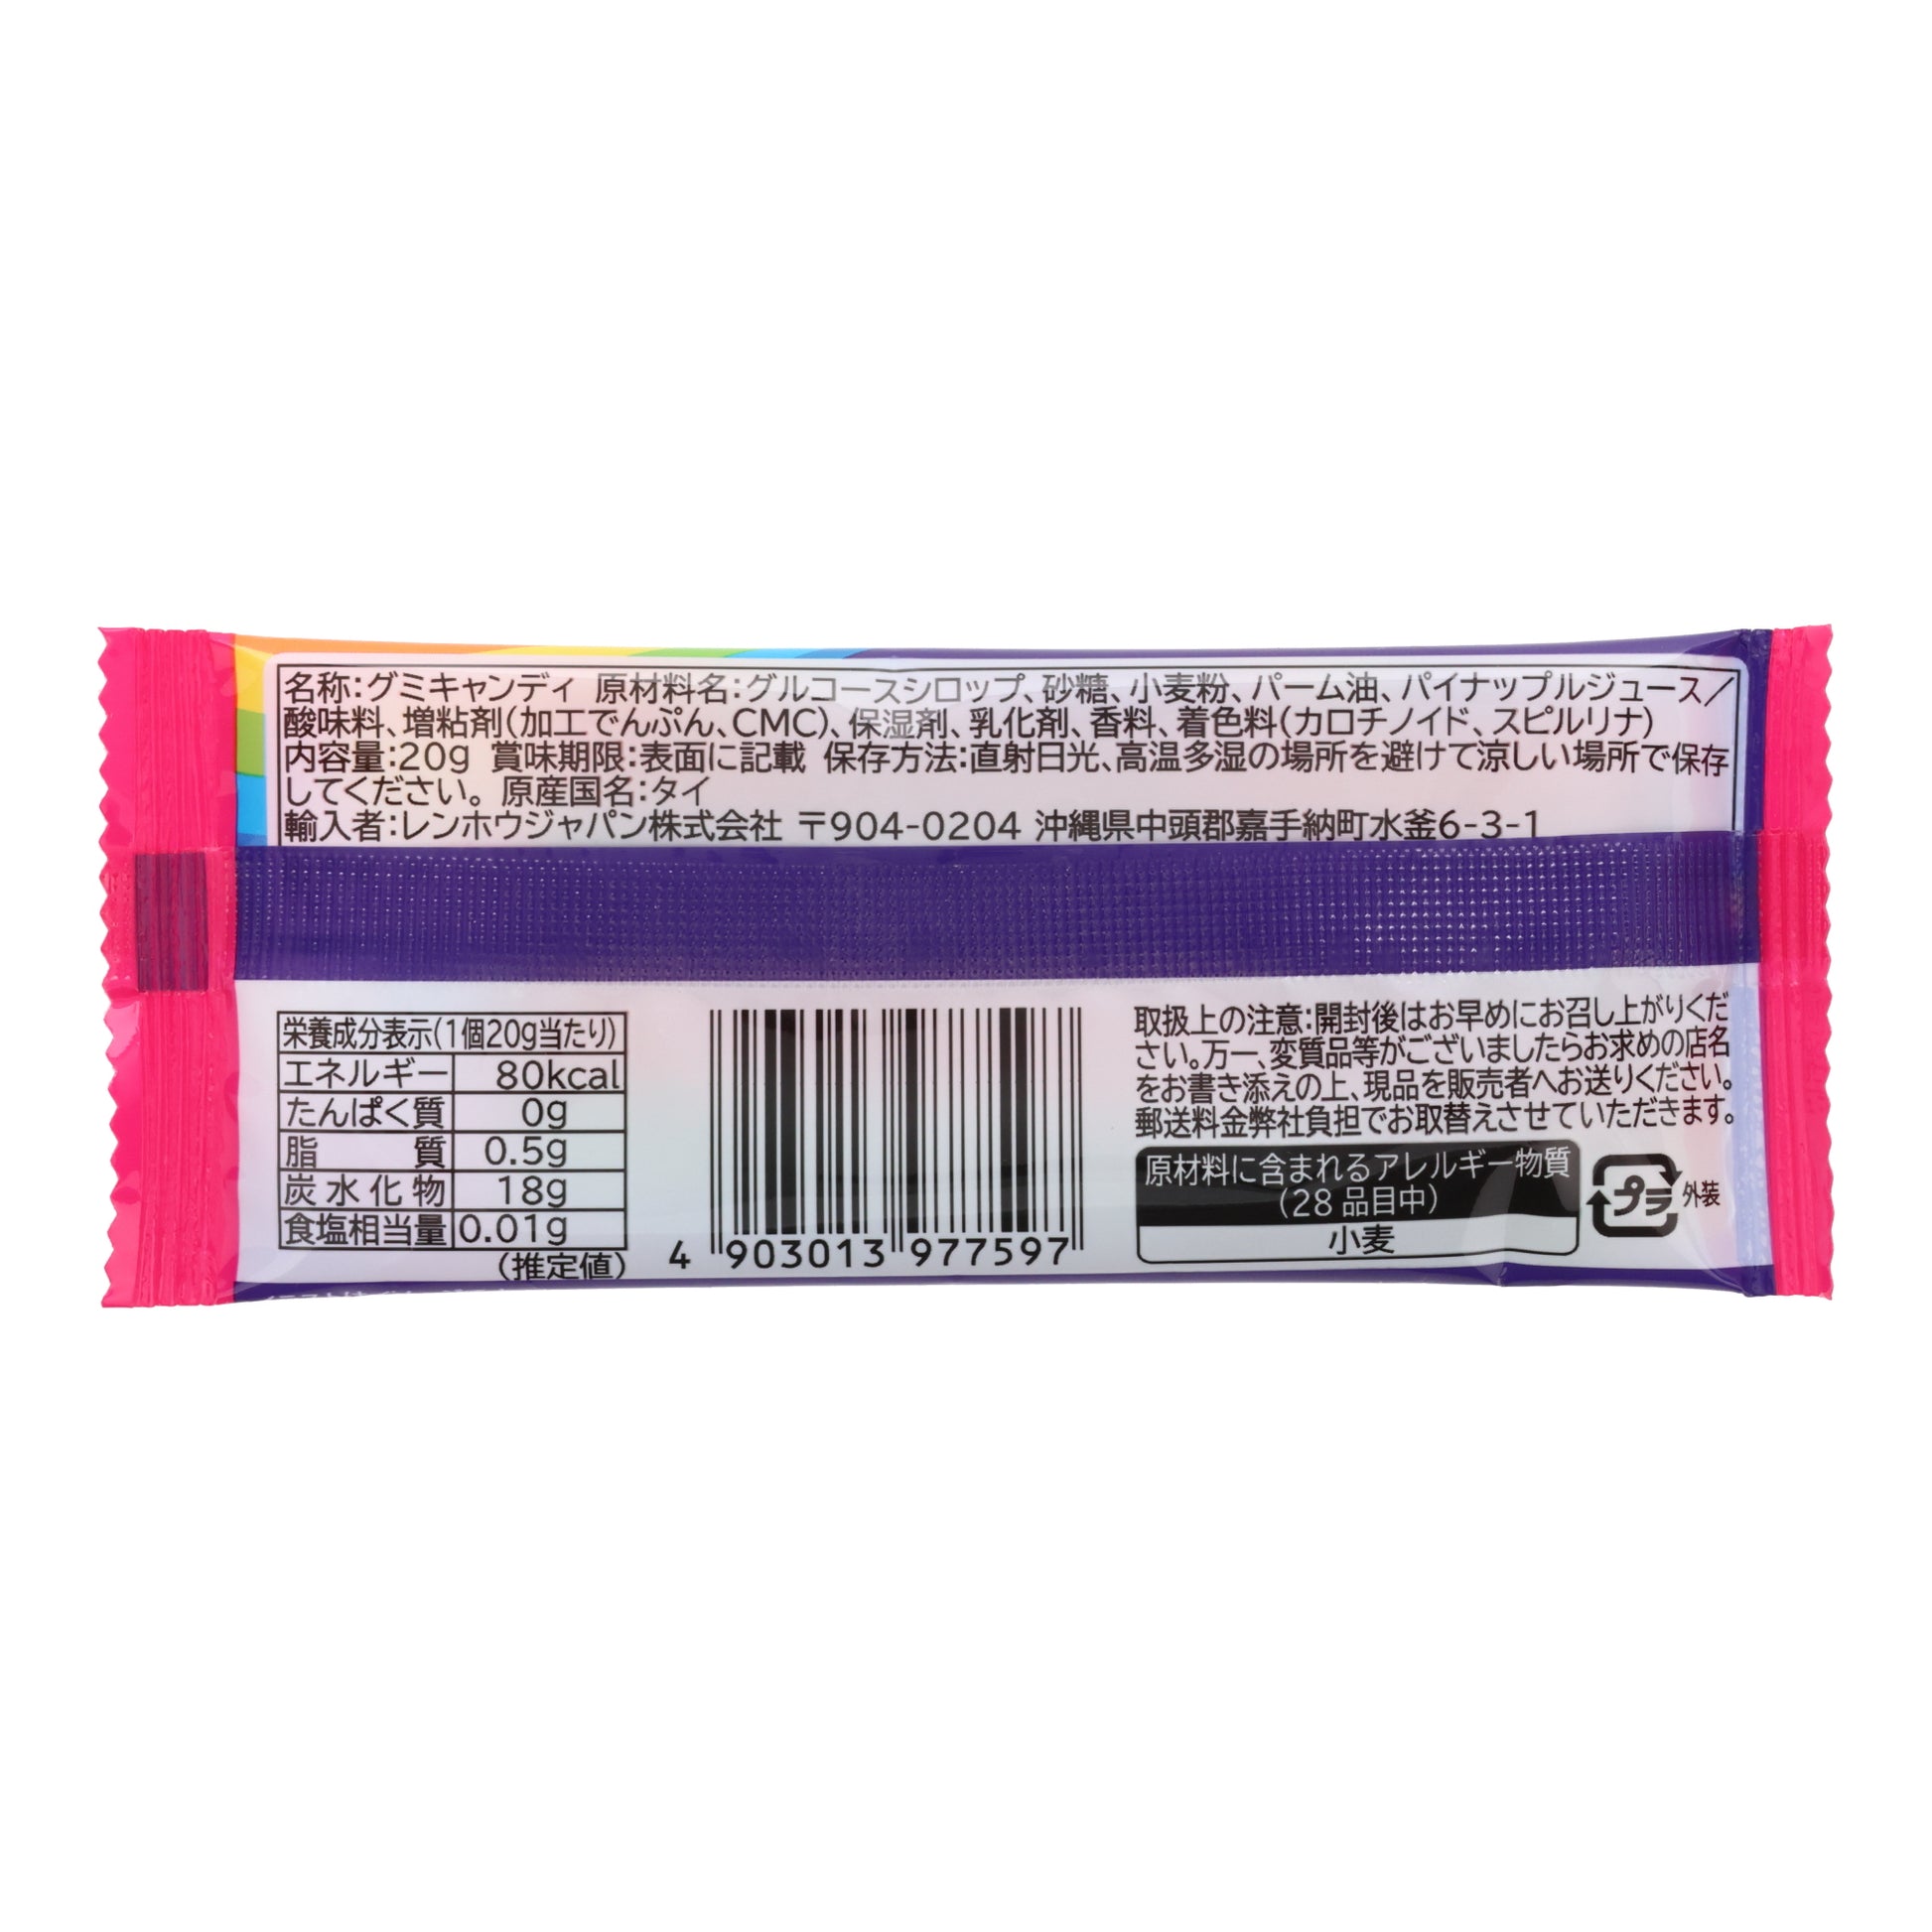 名称:グミキャンディ 原材料名:グルコースシロップ、砂糖、小麦粉、パーム油、パイナップルジュース/
酸味料、増粘剤(加工でんぷん、CMC)、保湿剤、乳化剤、香料、着色料(カロチノイド、スピルリナ)
内容量:20g 賞味期限:表面に記載 保存方法:直射日光、高温多湿の場所を避けて涼しい場所で保存
してください。原産国名:タイ
輸入者:レンホウジャパン株式会社 〒904-0204 沖縄県中頭郡嘉手納町水釜6-3-1
栄養成分表示(1個20g当たり)
エネルギー 80kcal
たんぱく質 0g
脂質 0.5g
炭水化物 18g
食塩相当量 0.01g
(推定値)
4 903013 977597
取扱上の注意:開封後はお早めにお召し上がりくだ
さい。万一、変質品等がございましたらお求めの店名
をお書き添えの上、現品を販売者へお送りください。
郵送料金弊社負担でお取替えさせていただきます。
原材料に含まれるアレルギー物質
(28品目中)
小麦
プラ 外装